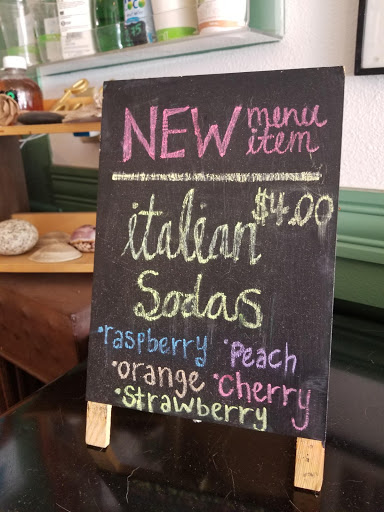 NEW menu item
$4.00
italian
Sodas
·raspberry ·Peach
·orange ·Cherry
·Strawberry